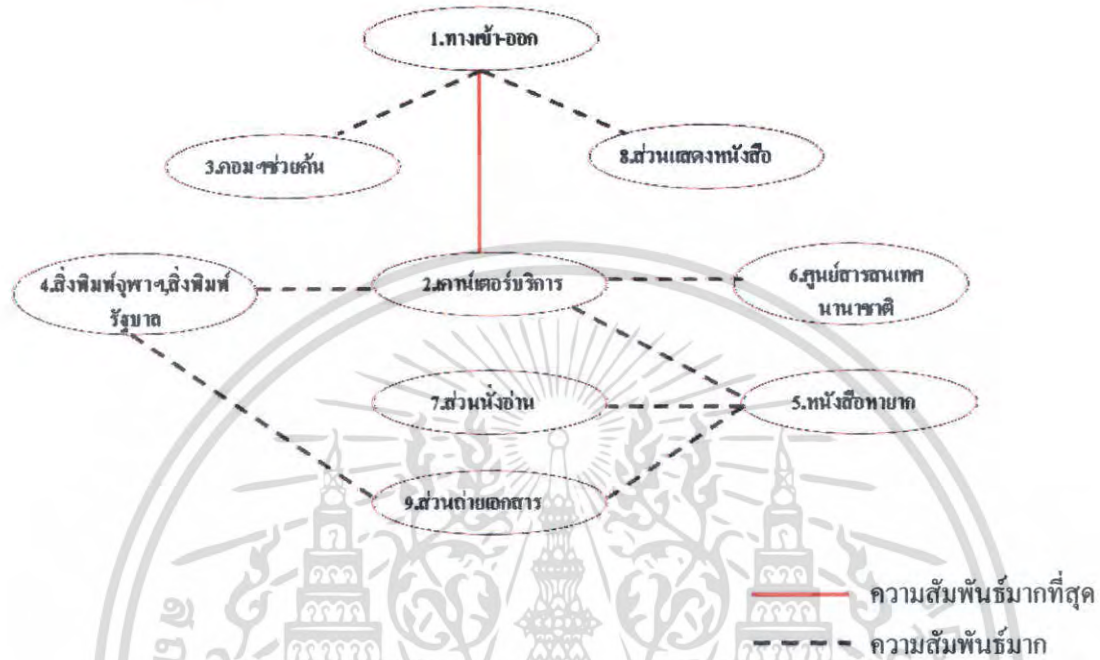 1.ทางเข้า-ออก
3.คอมฯช่วยค้น
8.ส่วนแสดงหนังสือ
4.สิ่งพิมพ์จุฬาฯ,สิ่งพิมพ์
รัฐบาล
2.เคาน์เตอร์บริการ
6.ศูนย์สารสนเทศ
นานาชาติ
7.ส่วนนั่งอ่าน
5.หนังสือหายาก
9.ส่วนถ่ายเอกสาร
ความสัมพันธ์มากที่สุด
ความสัมพันธ์มาก